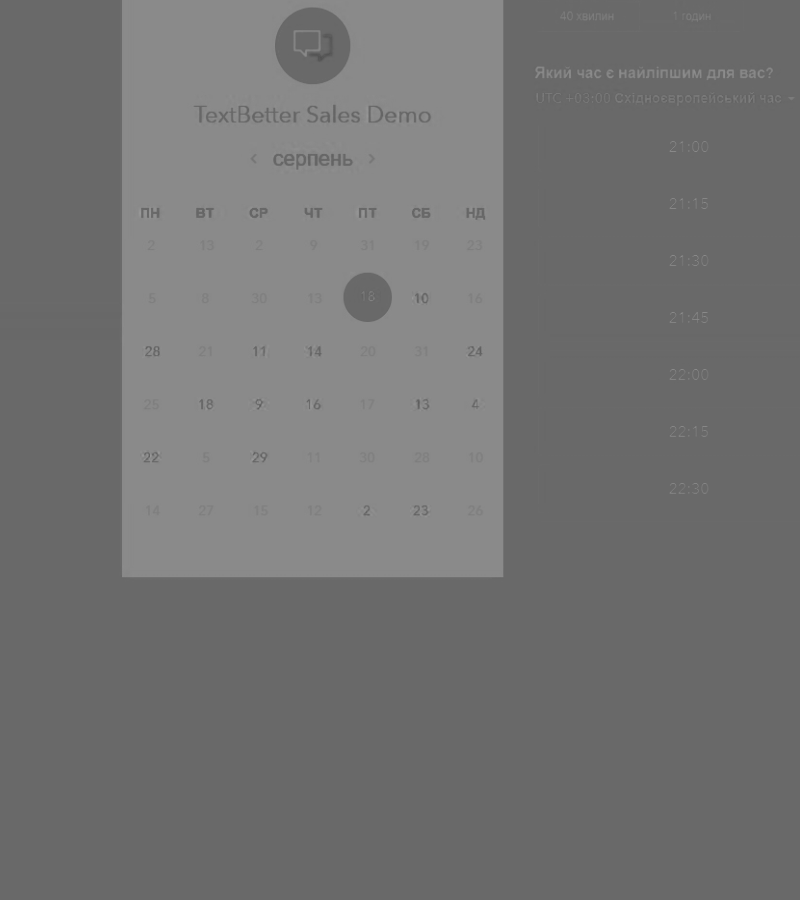 TextBetter Sales Demo
‹ серпень ›
ПН ВТ СР ЧТ ПТ СБ НД
2 13 2 9 31 19 23
5 8 30 13 18 10 16
28 21 11 14 20 31 24
25 18 9 16 17 13 4
22 5 29 11 30 28 10
14 27 15 12 2 23 26
40 хвилин 1 годин
Який час є найліпшим для вас?
UTC +03:00 Східноєвропейський час
21:00
21:15
21:30
21:45
22:00
22:15
22:30